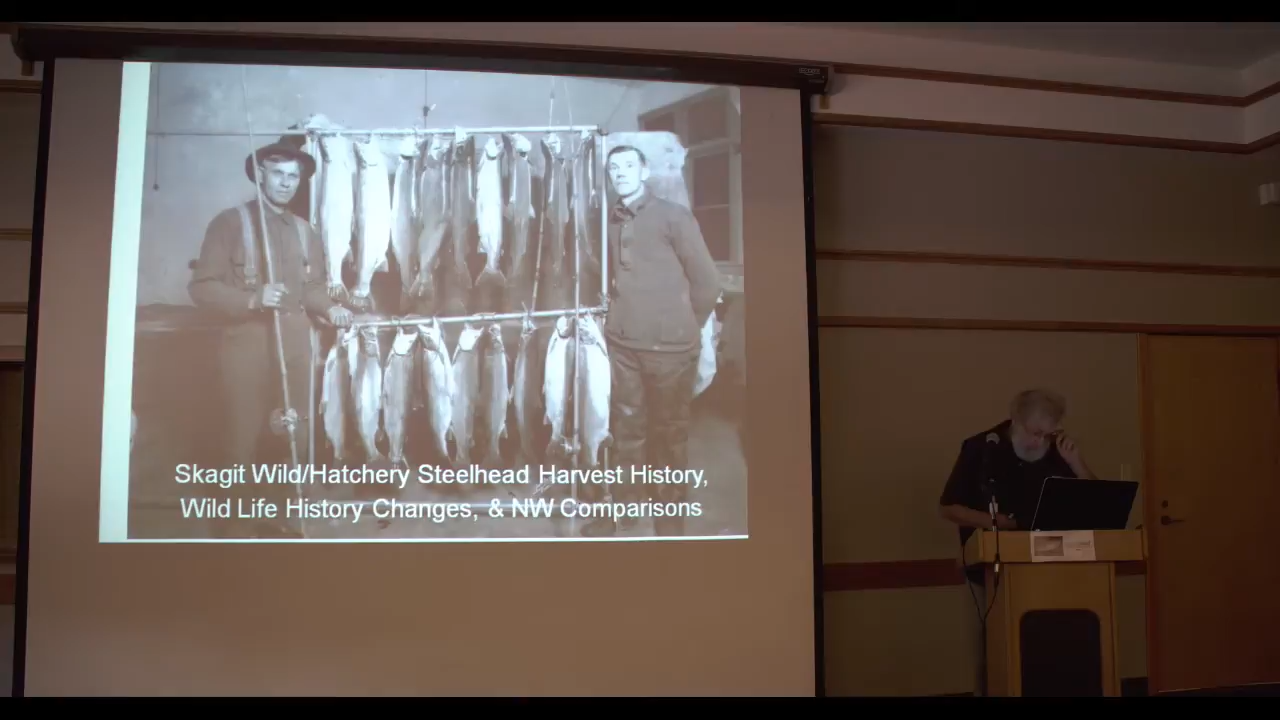 Skagit Wild/Hatchery Steelhead Harvest History,
Wild Life History Changes, & NW Comparisons